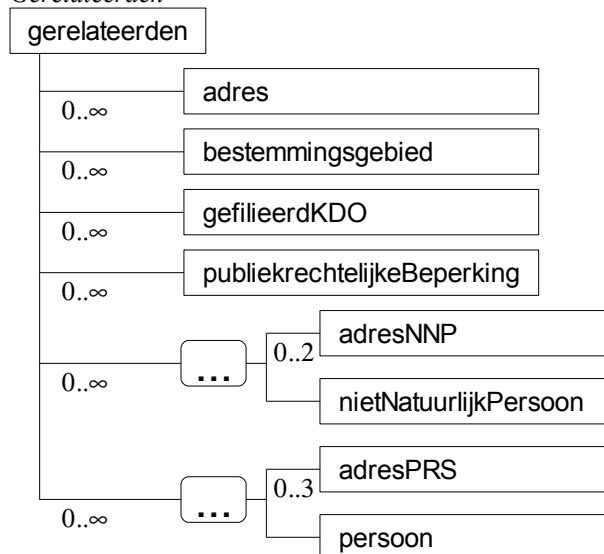 Gerelateerden
gerelateerden
adres
0..∞
bestemmingsgebied
0..∞
gefilieerdKDO
0..∞
publiekrechtelijkeBeperking
0..∞
adresNNP
0..2
...
0..∞
nietNatuurlijkPersoon
adresPRS
0..3
...
0..∞
persoon